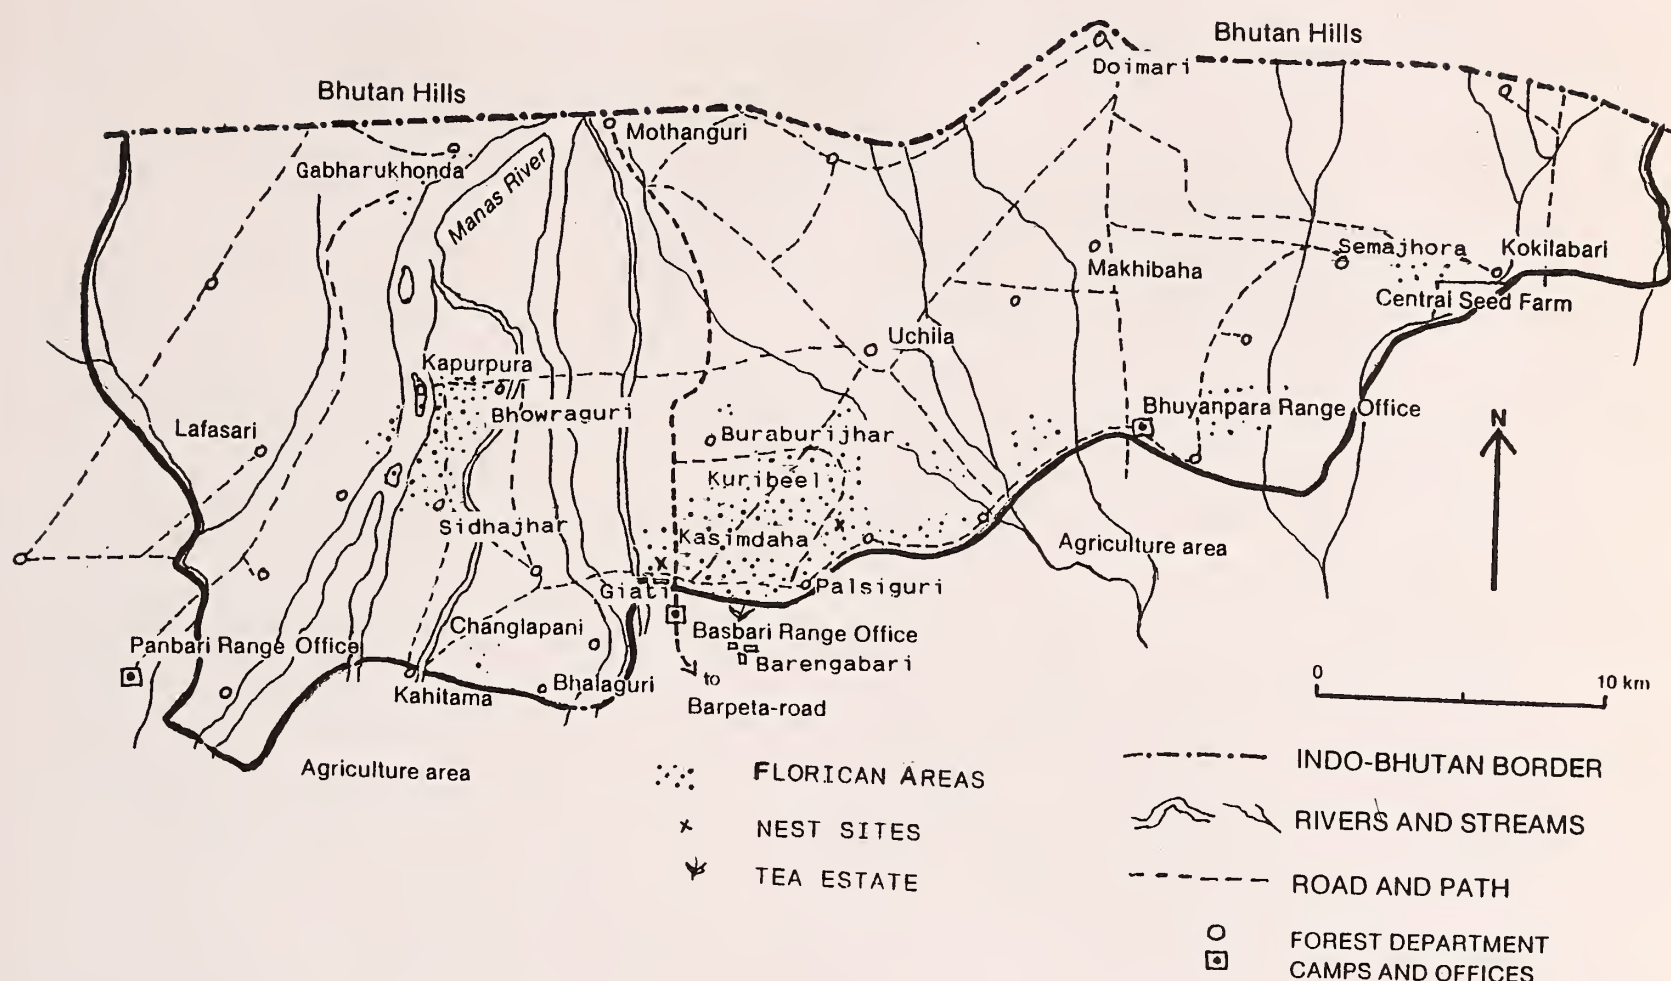 Bhutan Hills
Doimari
Bhutan Hills
Mothanguri
Gabharukhonda
Manas River
Semajhora
Kokilabari
Makhibaha
Central Seed Farm
Uchila
Kapurpura
Bhowraguri
Bhuyanpara Range Office
N
Lafasari
Buraburijhar
Kuribeel
Sidhajhar
Kasimdaha
Agriculture area
Giati
Palsiguri
Changlapani
Basbari Range Office
Panbari Range Office
Barengabari
Kahitama
Bhalaguri
to
Barpeta-road
0
10 km
Agriculture area
FLORICAN AREAS
NEST SITES
TEA ESTATE
INDO-BHUTAN BORDER
RIVERS AND STREAMS
ROAD AND PATH
FOREST DEPARTMENT
CAMPS AND OFFICES